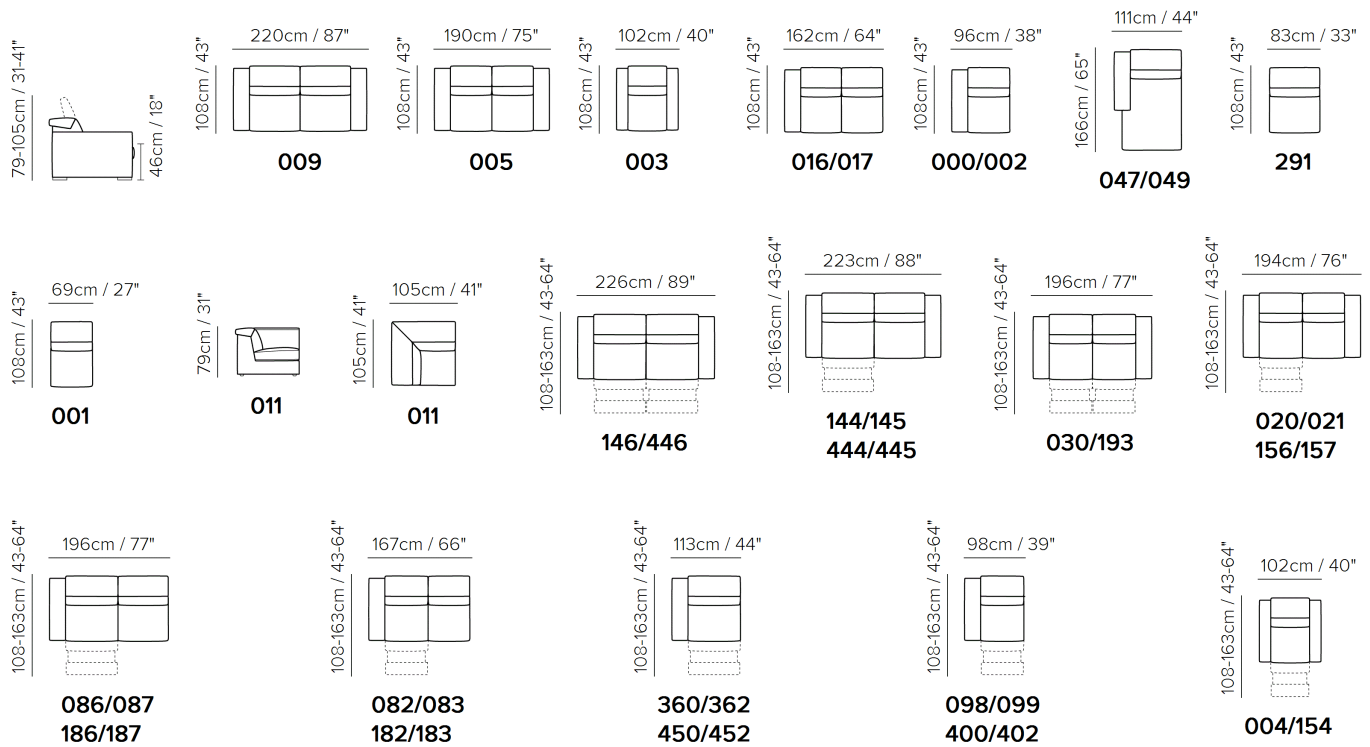 79-105cm / 31-41"
46cm / 18"
220cm / 87"
108cm / 43"
009
190cm / 75"
108cm / 43"
005
102cm / 40"
108cm / 43"
003
162cm / 64"
108cm / 43"
016/017
96cm / 38"
108cm / 43"
000/002
111cm / 44"
166cm / 65"
047/049
83cm / 33"
108cm / 43"
291
69cm / 27"
108cm / 43"
001
79cm / 31"
011
105cm / 41"
105cm / 41"
011
226cm / 89"
108-163cm / 43-64"
146/446
223cm / 88"
108-163cm / 43-64"
144/145
444/445
196cm / 77"
108-163cm / 43-64"
030/193
194cm / 76"
108-163cm / 43-64"
020/021
156/157
196cm / 77"
108-163cm / 43-64"
086/087
186/187
167cm / 66"
108-163cm / 43-64"
082/083
182/183
113cm / 44"
108-163cm / 43-64"
360/362
450/452
98cm / 39"
108-163cm / 43-64"
098/099
400/402
102cm / 40"
108-163cm / 43-64"
004/154